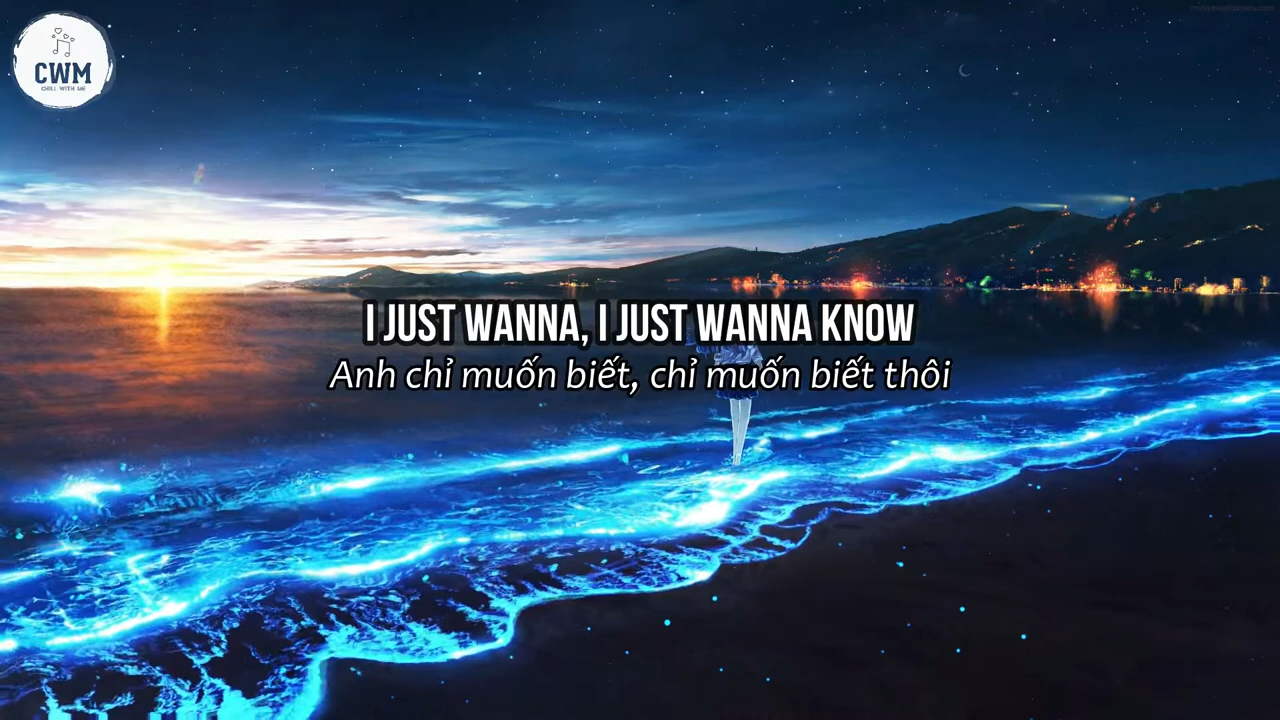 CWM
CHILL WITH ME
I JUST WANNA, I JUST WANNA KNOW
Anh chỉ muốn biết, chỉ muốn biết thôi